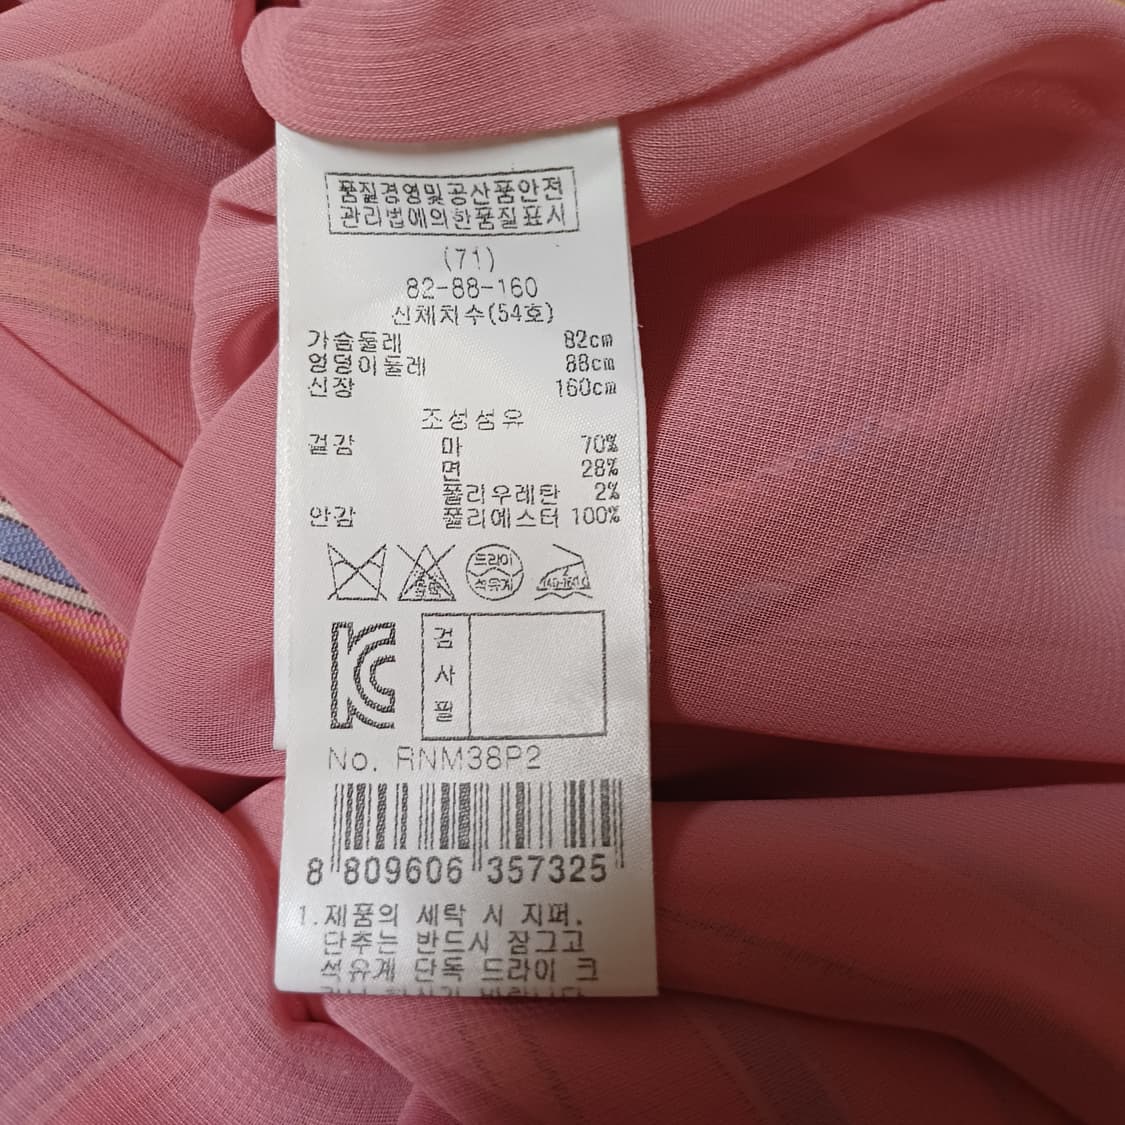 품질경영및공산품안전
관리법에의한품질표시
(71)
82-88-160
신체치수(54호)
가슴둘레 82cm
엉덩이둘레 88cm
신장 160cm
조성섬유
겉감 마 70%
면 28%
폴리우레탄 2%
안감 폴리에스터 100%
드라이
석유계
검
사
필
No. RNM38P2
8 809606 357325
1.제품의 세탁 시 지퍼.
단추는 반드시 잠그고
석유계 단독 드라이 크